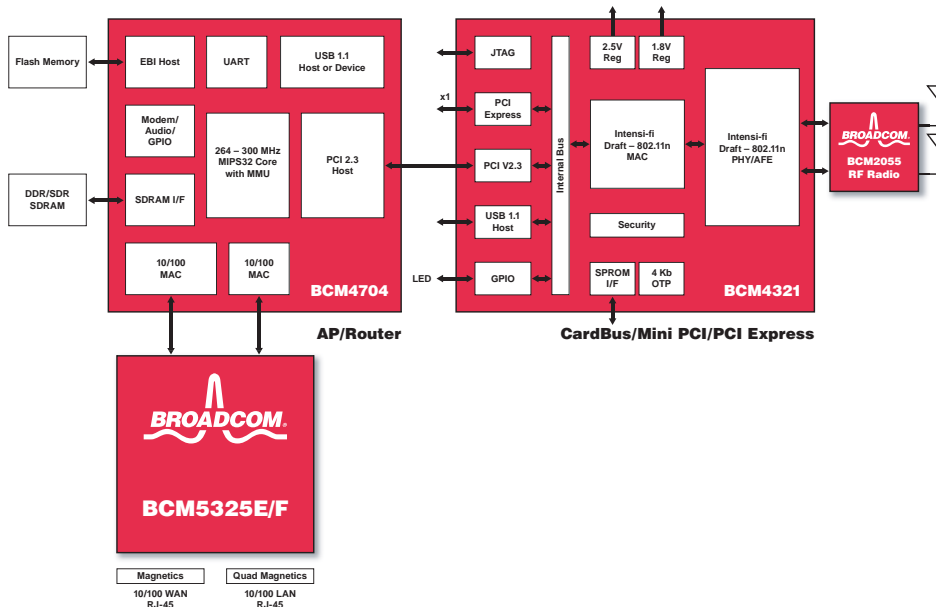 Flash Memory
EBI Host
UART
USB 1.1
Host or Device
Modem/
Audio/
GPIO
264 – 300 MHz
MIPS32 Core
with MMU
PCI 2.3
Host
DDR/SDR
SDRAM
SDRAM I/F
10/100
MAC
10/100
MAC
BCM4704
AP/Router
JTAG
2.5V
Reg
1.8V
Reg
x1
PCI
Express
PCI V2.3
USB 1.1
Host
LED
GPIO
Internal Bus
Intensi-fi
Draft – 802.11n
MAC
Intensi-fi
Draft – 802.11n
PHY/AFE
Security
SPROM
I/F
4 Kb
OTP
BCM4321
CardBus/Mini PCI/PCI Express
BROADCOM.
BCM2055
RF Radio
BROADCOM®
BCM5325E/F
Magnetics
10/100 WAN
RJ-45
Quad Magnetics
10/100 LAN
RJ-45